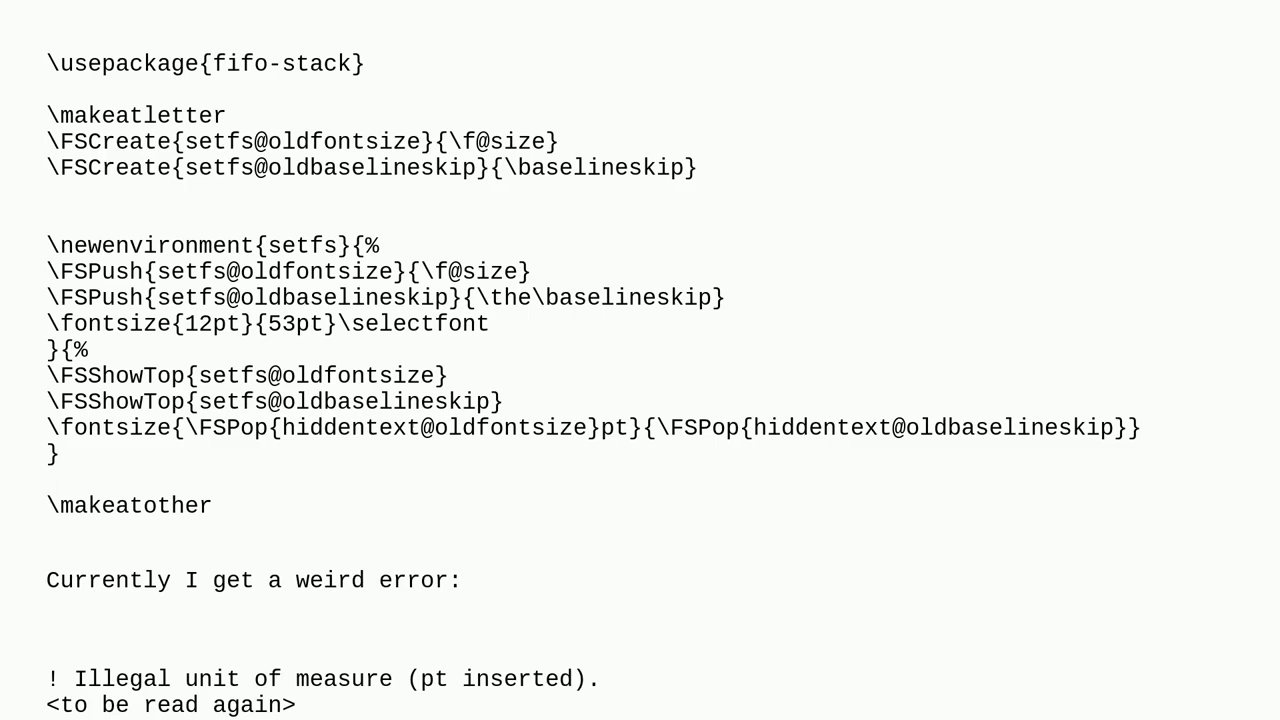 \usepackage{fifo-stack}
\makeatletter
\FSCreate{setfs@oldfontsize}{\f@size}
\FSCreate{setfs@oldbaselineskip}{\baselineskip}
\newenvironment{setfs}{%
\FSPush{setfs@oldfontsize}{\f@size}
\FSPush{setfs@oldbaselineskip}{\the\baselineskip}
\fontsize{12pt}{53pt}\selectfont
}{%
\FSShowTop{setfs@oldfontsize}
\FSShowTop{setfs@oldbaselineskip}
\fontsize{\FSPop{hiddentext@oldfontsize}pt}{\FSPop{hiddentext@oldbaselineskip}}
}
\makeatother
Currently I get a weird error:
! Illegal unit of measure (pt inserted).
<to be read again>